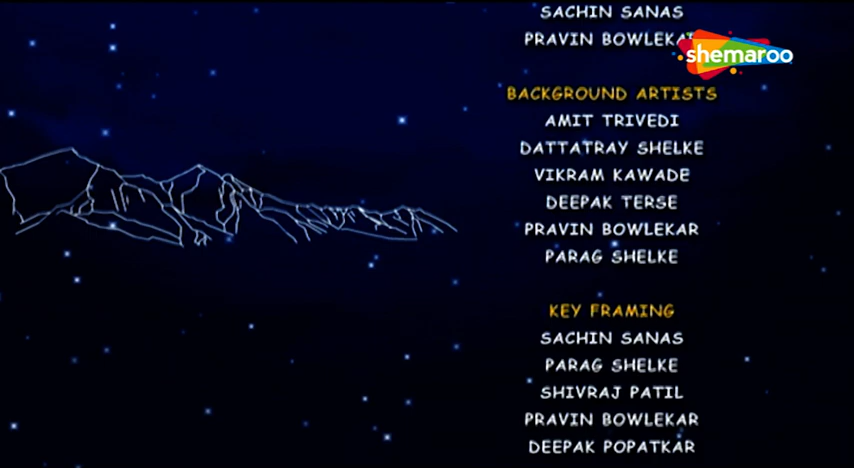 SACHIN SANAS
PRAVIN BOWLEKAR
shemaroo
BACKGROUND ARTISTS
AMIT TRIVEDI
DATTATRAY SHELKE
VIKRAM KAWADE
DEEPAK TERSE
PRAVIN BOWLEKAR
PARAG SHELKE
KEY FRAMING
SACHIN SANAS
PARAG SHELKE
SHIVRAJ PATIL
PRAVIN BOWLEKAR
DEEPAK POPATKAR